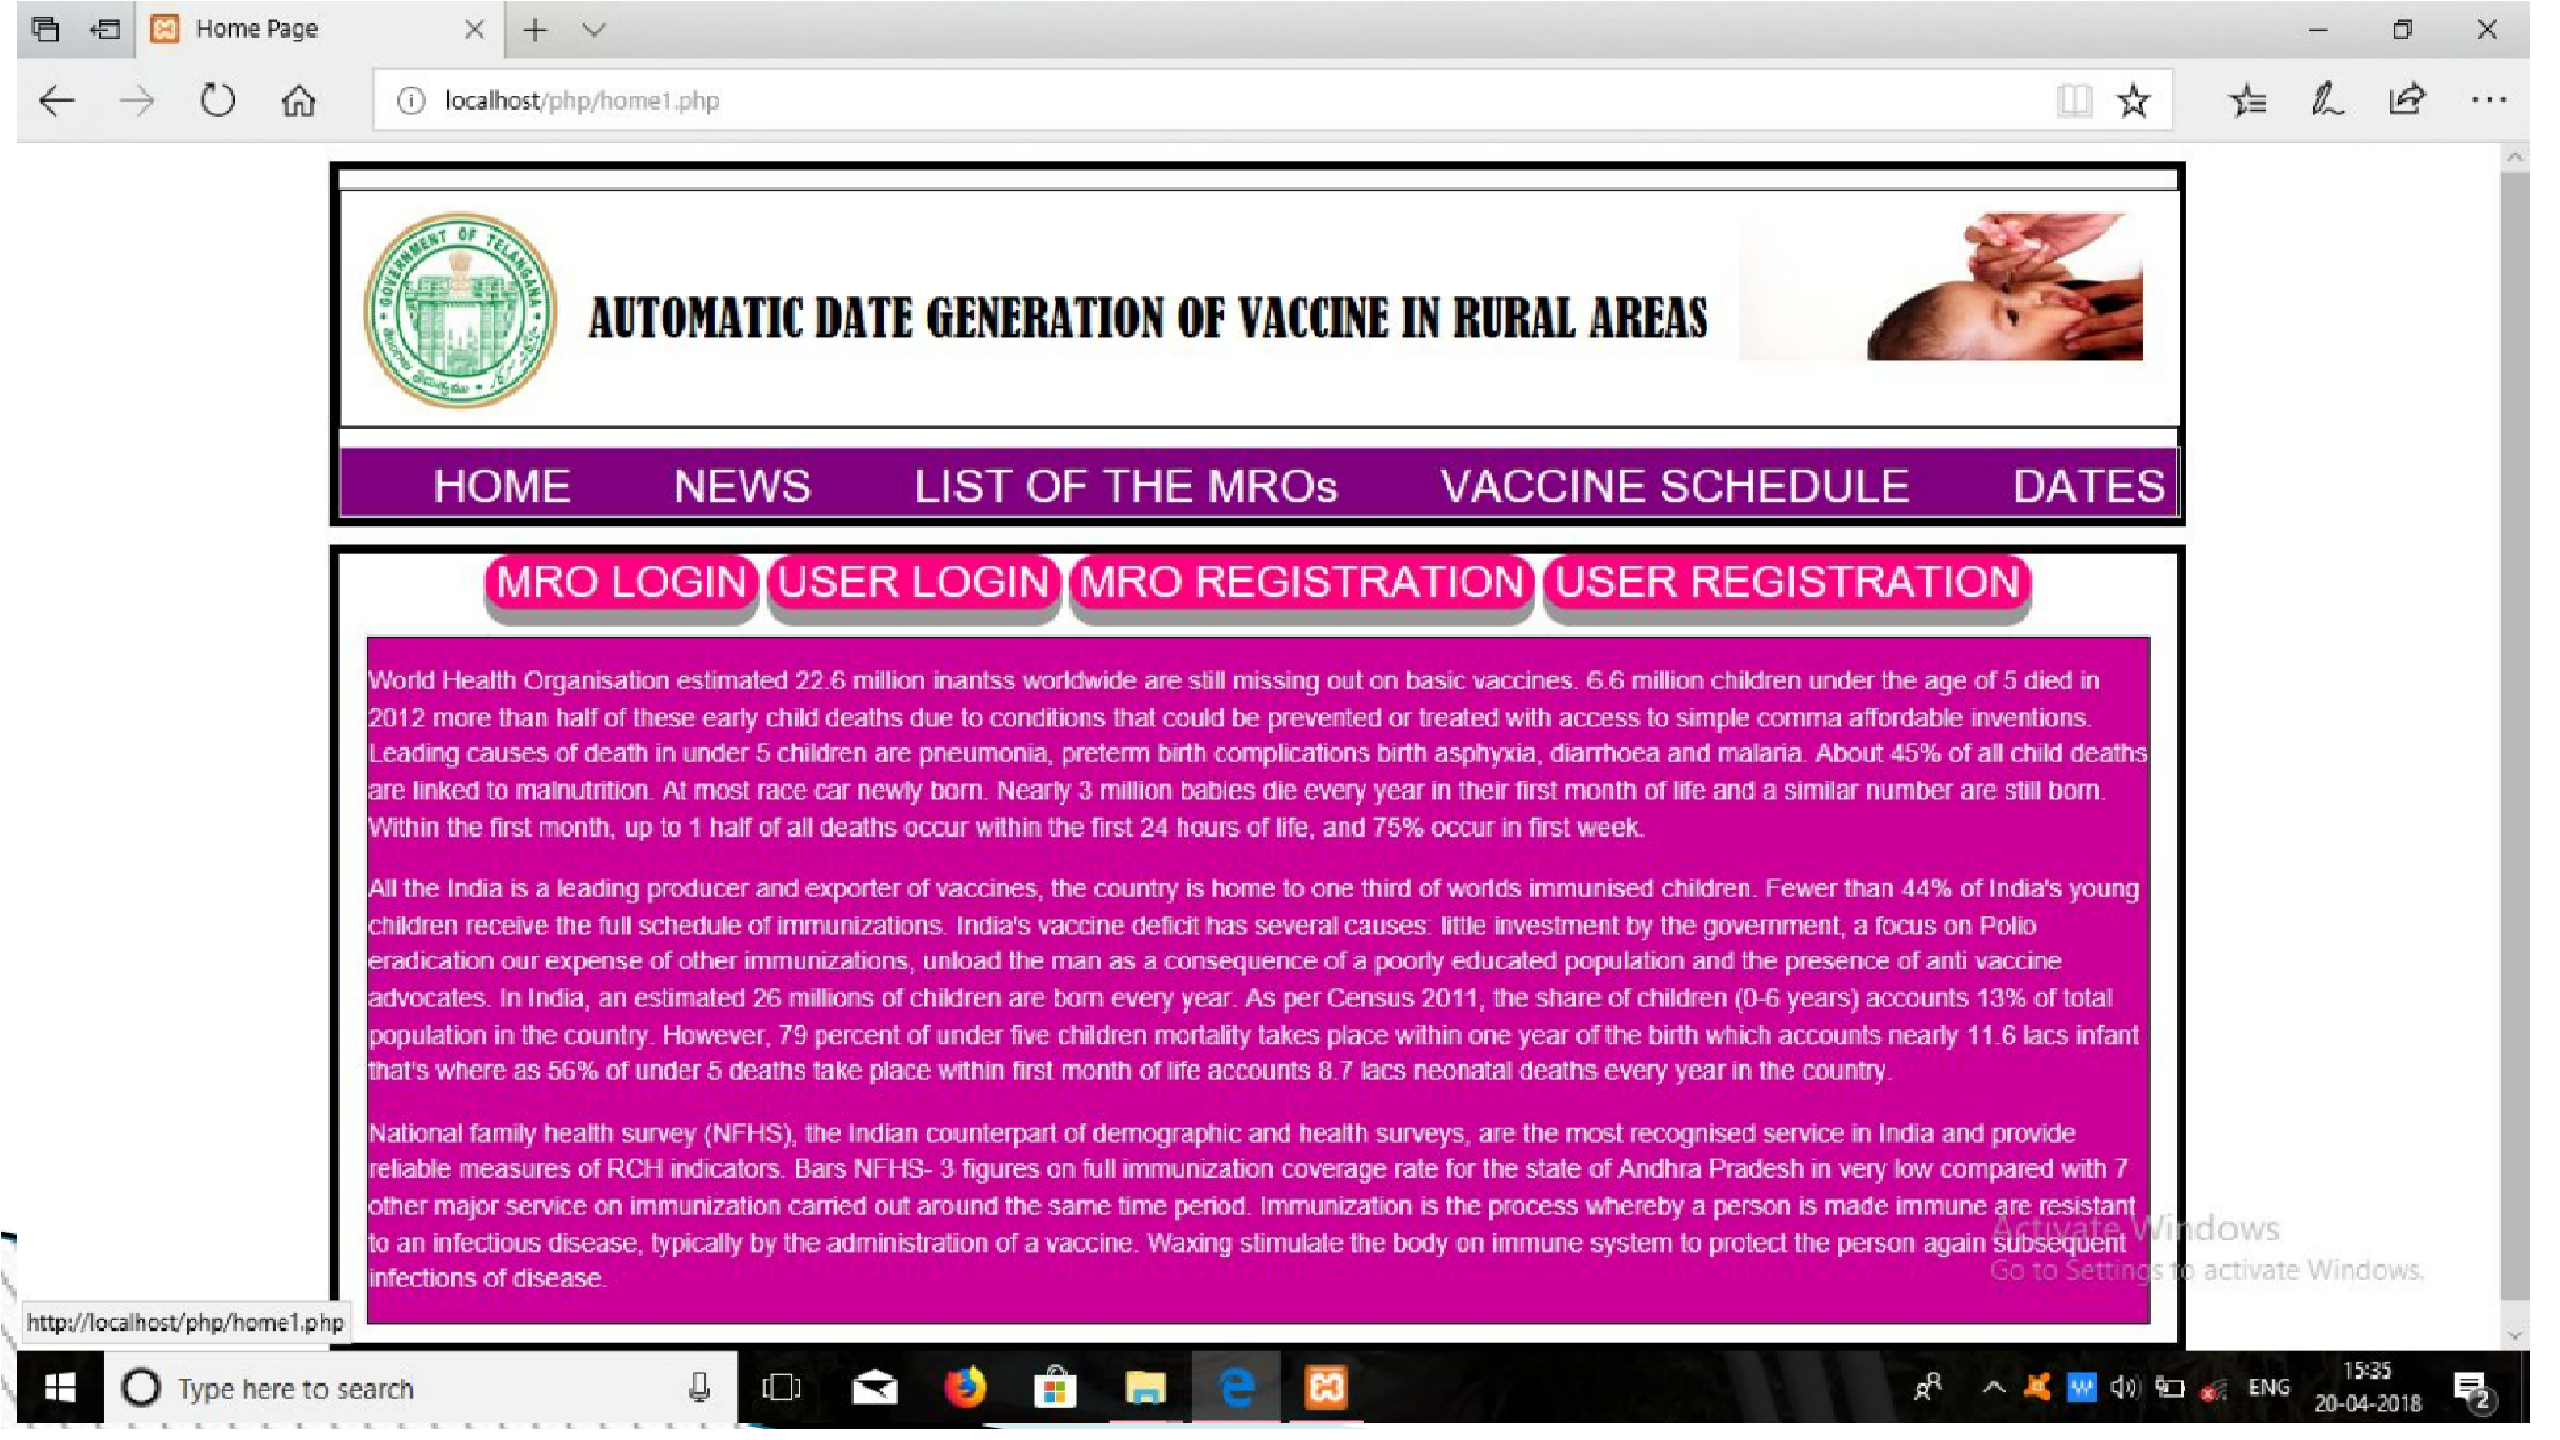 Home Page
localhost/php/home1.php
GOVERNMENT OF TELANGANA
AUTOMATIC DATE GENERATION OF VACCINE IN RURAL AREAS
HOME NEWS LIST OF THE MROs VACCINE SCHEDULE DATES
MRO LOGIN USER LOGIN MRO REGISTRATION USER REGISTRATION
World Health Organisation estimated 22.6 million inantss worldwide are still missing out on basic vaccines. 6.6 million children under the age of 5 died in
2012 more than half of these early child deaths due to conditions that could be prevented or treated with access to simple comma affordable inventions.
Leading causes of death in under 5 children are pneumonia, preterm birth complications birth asphyxia, diarrhoea and malaria. About 45% of all child deaths
are linked to malnutrition. At most race car newly born. Nearly 3 million babies die every year in their first month of life and a similar number are still born.
Within the first month, up to 1 half of all deaths occur within the first 24 hours of life, and 75% occur in first week.
All the India is a leading producer and exporter of vaccines, the country is home to one third of worlds immunised children. Fewer than 44% of India's young
children receive the full schedule of immunizations. India's vaccine deficit has several causes: little investment by the government, a focus on Polio
eradication our expense of other immunizations, unload the man as a consequence of a poorly educated population and the presence of anti vaccine
advocates. In India, an estimated 26 millions of children are born every year. As per Census 2011, the share of children (0-6 years) accounts 13% of total
population in the country. However, 79 percent of under five children mortality takes place within one year of the birth which accounts nearly 11.6 lacs infant
that's where as 56% of under 5 deaths take place within first month of life accounts 8.7 lacs neonatal deaths every year in the country.
National family health survey (NFHS), the Indian counterpart of demographic and health surveys, are the most recognised service in India and provide
reliable measures of RCH indicators. Bars NFHS- 3 figures on full immunization coverage rate for the state of Andhra Pradesh in very low compared with 7
other major service on immunization carried out around the same time period. Immunization is the process whereby a person is made immune are resistant
to an infectious disease, typically by the administration of a vaccine. Waxing stimulate the body on immune system to protect the person again subsequent
infections of disease.
Activate Windows
Go to Settings to activate Windows.
http://localhost/php/home1.php
Type here to search
ENG
15:35
20-04-2018
2